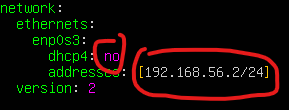 network:
ethernets:
enp0s3:
dhcp4: no
addresses: [192.168.56.2/24]
version: 2